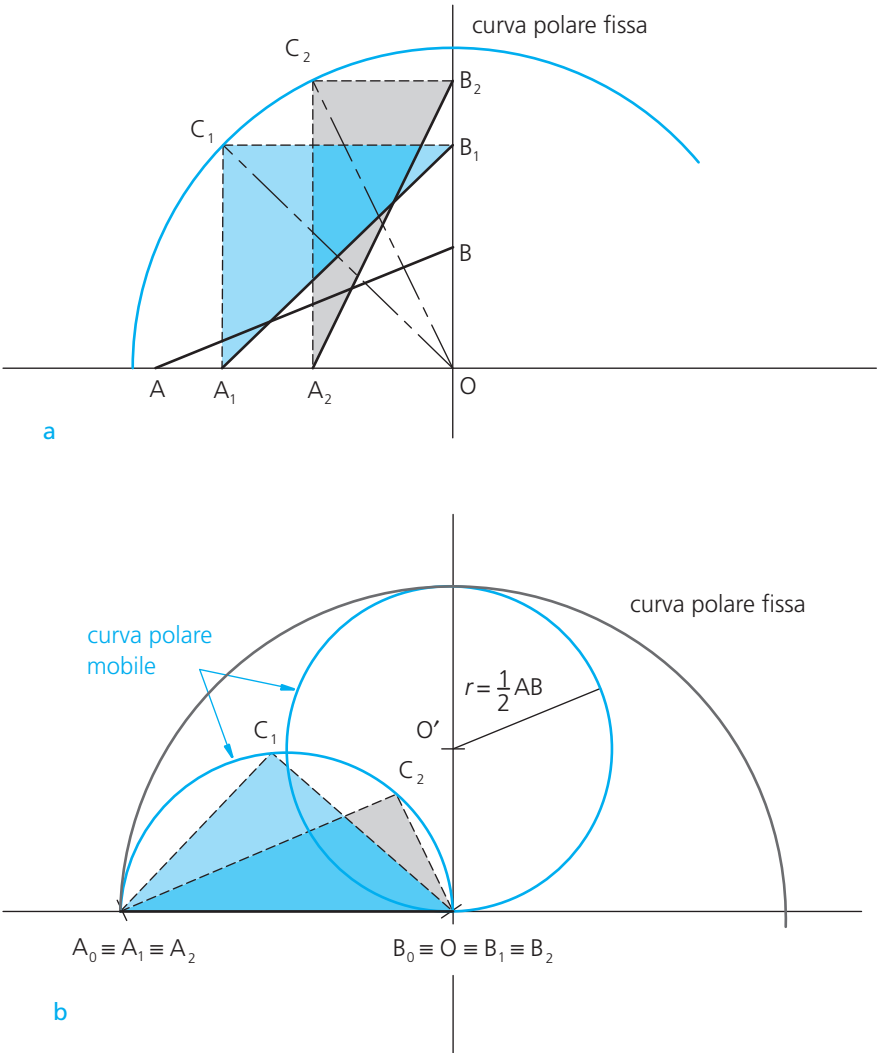 curva polare fissa
C₂
B₂
C₁
B₁
B
A
A₁
A₂
O
a
curva polare fissa
curva polare
mobile
r = 1/2 AB
C₁
O′
C₂
A₀ ≡ A₁ ≡ A₂
B₀ ≡ O ≡ B₁ ≡ B₂
b